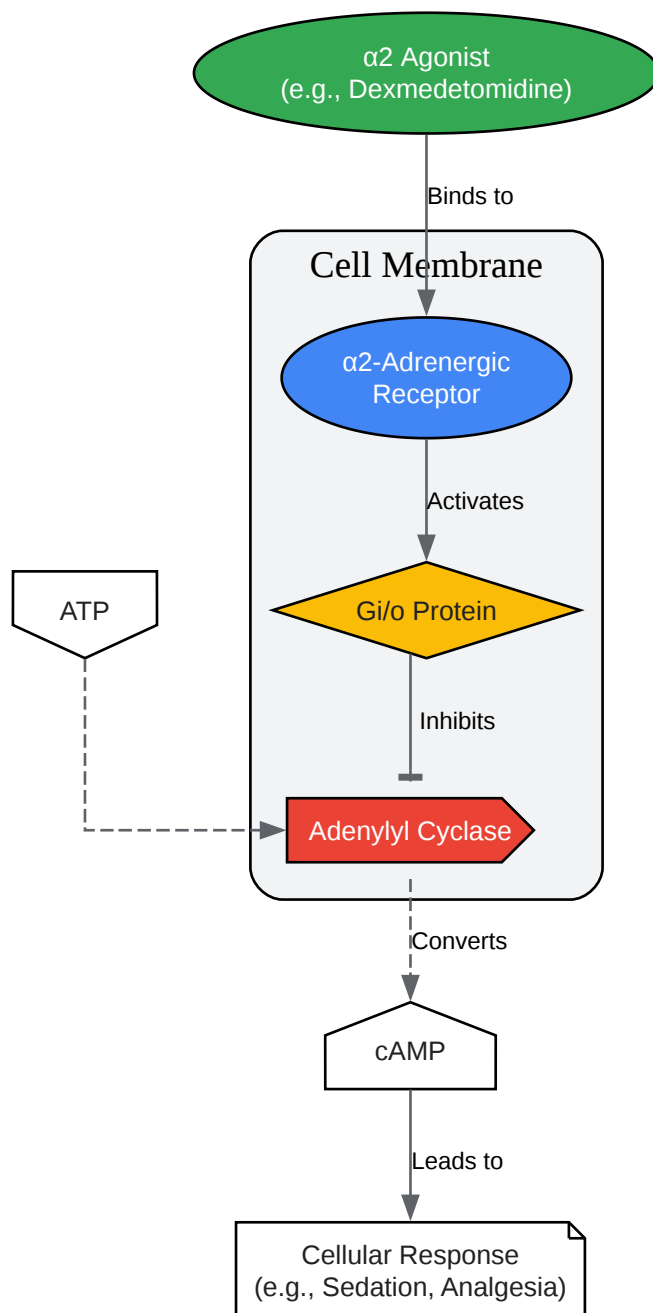 α2 Agonist
(e.g., Dexmedetomidine)
Binds to
Cell Membrane
α2-Adrenergic
Receptor
Activates
ATP
Gi/o Protein
Inhibits
Adenylyl Cyclase
Converts
cAMP
Leads to
Cellular Response
(e.g., Sedation, Analgesia)